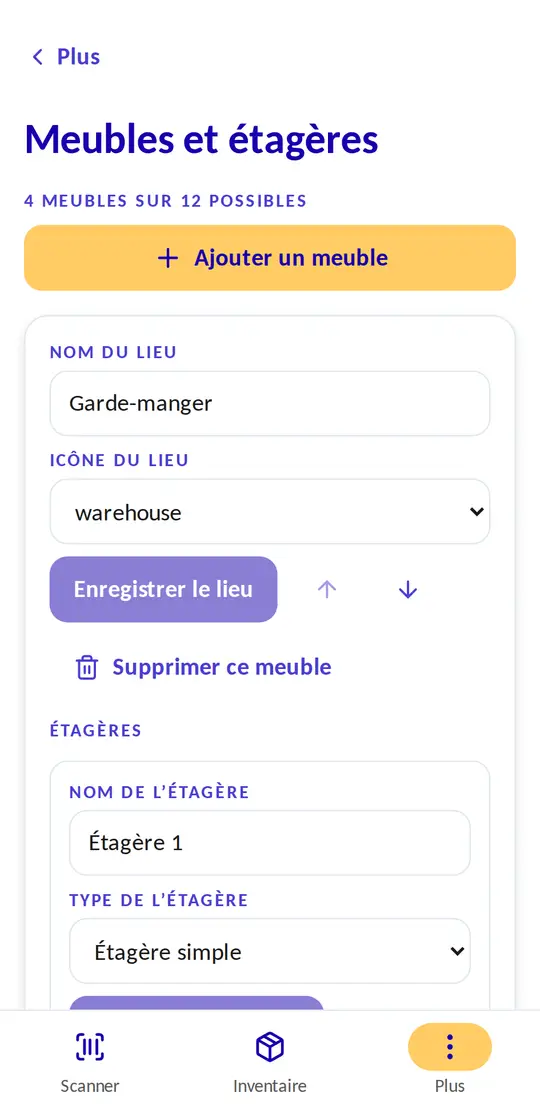 Plus
Meubles et étagères
4 MEUBLES SUR 12 POSSIBLES
Ajouter un meuble
NOM DU LIEU
Garde-manger
ICÔNE DU LIEU
warehouse
Enregistrer le lieu
Supprimer ce meuble
ÉTAGÈRES
NOM DE L’ÉTAGÈRE
Étagère 1
TYPE DE L’ÉTAGÈRE
Étagère simple
Scanner Inventaire Plus